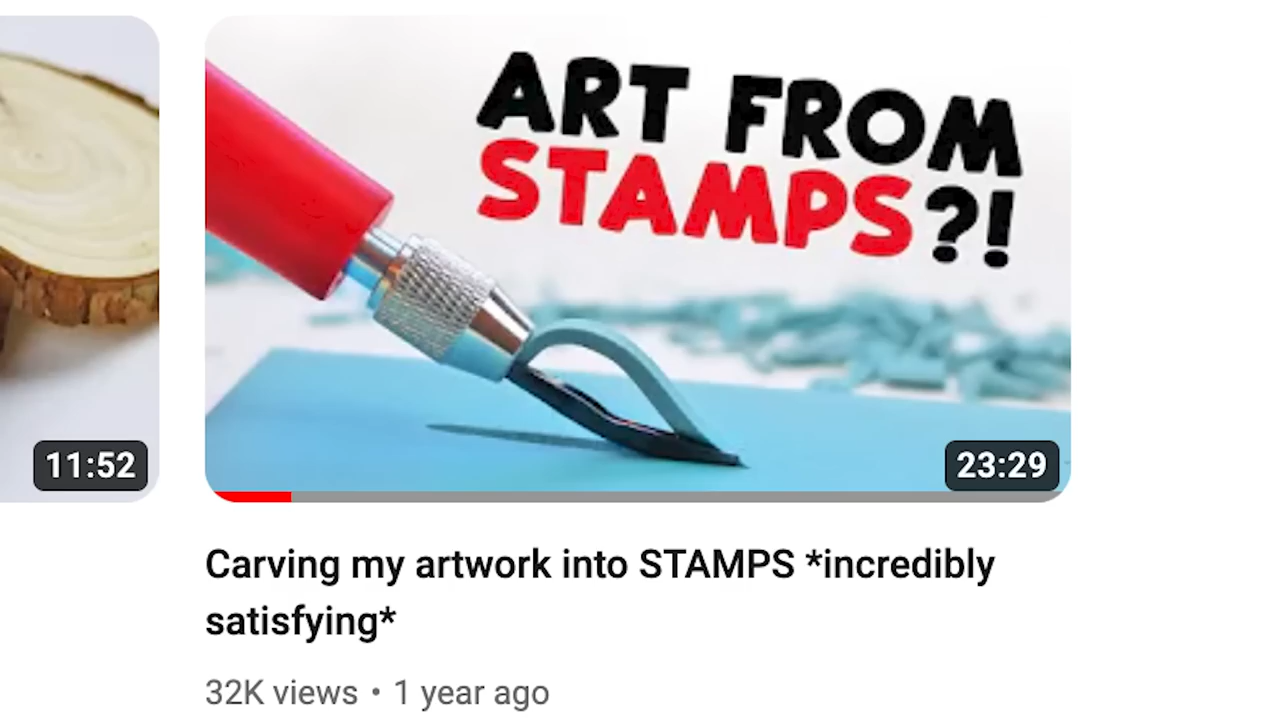 ART FROM
STAMPS?!
11:52
23:29
Carving my artwork into STAMPS *incredibly
satisfying*
32K views • 1 year ago